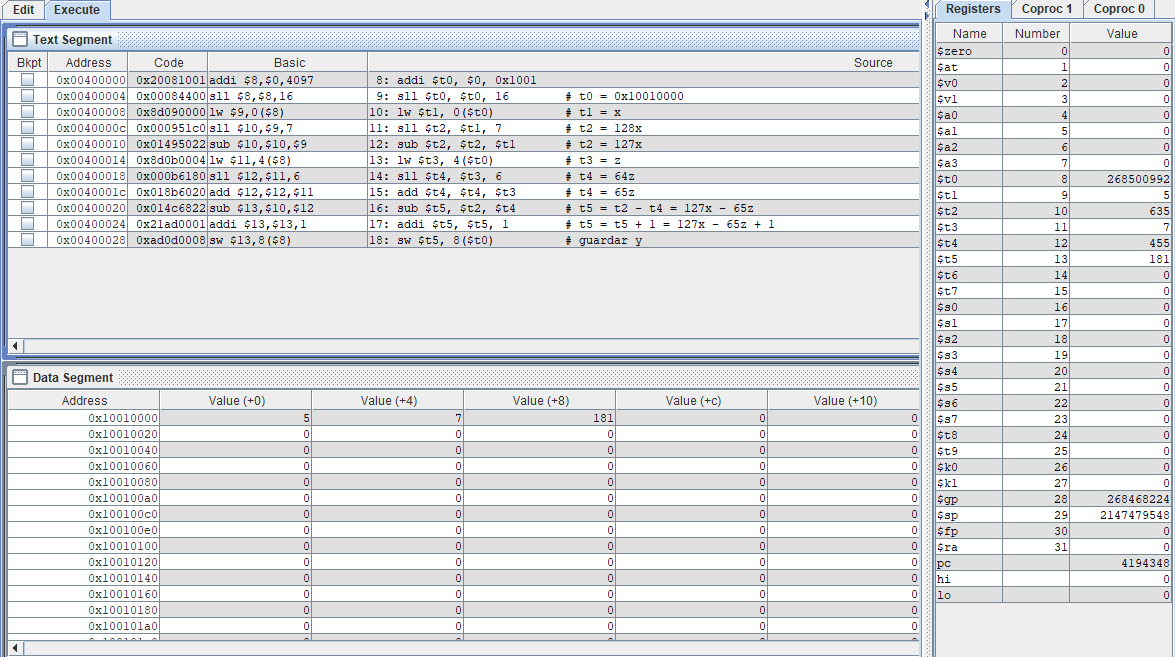 Edit Execute
Text Segment
Bkpt Address Code Basic Source
0x00400000 0x20081001 addi $8,$0,4097 8: addi $t0, $0, 0x1001
0x00400004 0x00084400 sll $8,$8,16 9: sll $t0, $t0, 16 # t0 = 0x10010000
0x00400008 0x8d090000 lw $9,0($8) 10: lw $t1, 0($t0) # t1 = x
0x0040000c 0x000951c0 sll $10,$9,7 11: sll $t2, $t1, 7 # t2 = 128x
0x00400010 0x01495022 sub $10,$10,$9 12: sub $t2, $t2, $t1 # t2 = 127x
0x00400014 0x8d0b0004 lw $11,4($8) 13: lw $t3, 4($t0) # t3 = z
0x00400018 0x000b6180 sll $12,$11,6 14: sll $t4, $t3, 6 # t4 = 64z
0x0040001c 0x018b6020 add $12,$12,$11 15: add $t4, $t4, $t3 # t4 = 65z
0x00400020 0x014c6822 sub $13,$10,$12 16: sub $t5, $t2, $t4 # t5 = t2 - t4 = 127x - 65z
0x00400024 0x21ad0001 addi $13,$13,1 17: addi $t5, $t5, 1 # t5 = t5 + 1 = 127x - 65z + 1
0x00400028 0xad0d0008 sw $13,8($8) 18: sw $t5, 8($t0) # guardar y
Data Segment
Address Value (+0) Value (+4) Value (+8) Value (+c) Value (+10)
0x10010000 5 7 181 0 0
0x10010020 0 0 0 0 0
0x10010040 0 0 0 0 0
0x10010060 0 0 0 0 0
0x10010080 0 0 0 0 0
0x100100a0 0 0 0 0 0
0x100100c0 0 0 0 0 0
0x100100e0 0 0 0 0 0
0x10010100 0 0 0 0 0
0x10010120 0 0 0 0 0
0x10010140 0 0 0 0 0
0x10010160 0 0 0 0 0
0x10010180 0 0 0 0 0
0x100101a0 0 0 0 0 0
Registers Coproc 1 Coproc 0
Name Number Value
$zero 0 0
$at 1 0
$v0 2 0
$v1 3 0
$a0 4 0
$a1 5 0
$a2 6 0
$a3 7 0
$t0 8 268500992
$t1 9 5
$t2 10 635
$t3 11 7
$t4 12 455
$t5 13 181
$t6 14 0
$t7 15 0
$s0 16 0
$s1 17 0
$s2 18 0
$s3 19 0
$s4 20 0
$s5 21 0
$s6 22 0
$s7 23 0
$t8 24 0
$t9 25 0
$k0 26 0
$k1 27 0
$gp 28 268468224
$sp 29 2147479548
$fp 30 0
$ra 31 0
pc 4194348
hi 0
lo 0